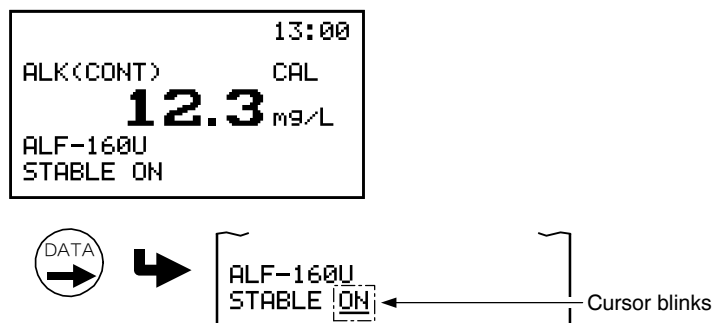 13:00
ALK(CONT) CAL
12.3 mg/L
ALF-160U
STABLE ON
DATA
ALF-160U
STABLE ON
Cursor blinks